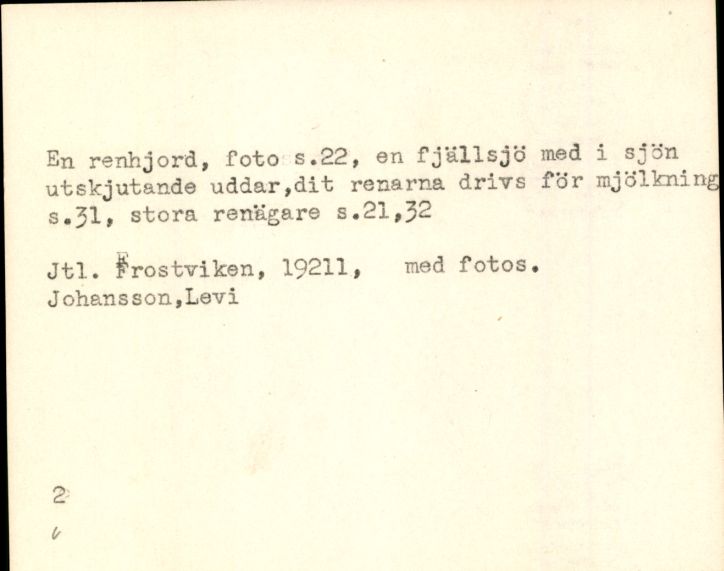 En renhjord, foto s.22, en fjällsjö med i sjön
utskjutande uddar,dit renarna drivs för mjölkning
s.31, stora renägare s.21,32
Jtl. Frostviken, 19211, med fotos.
Johansson,Levi
2